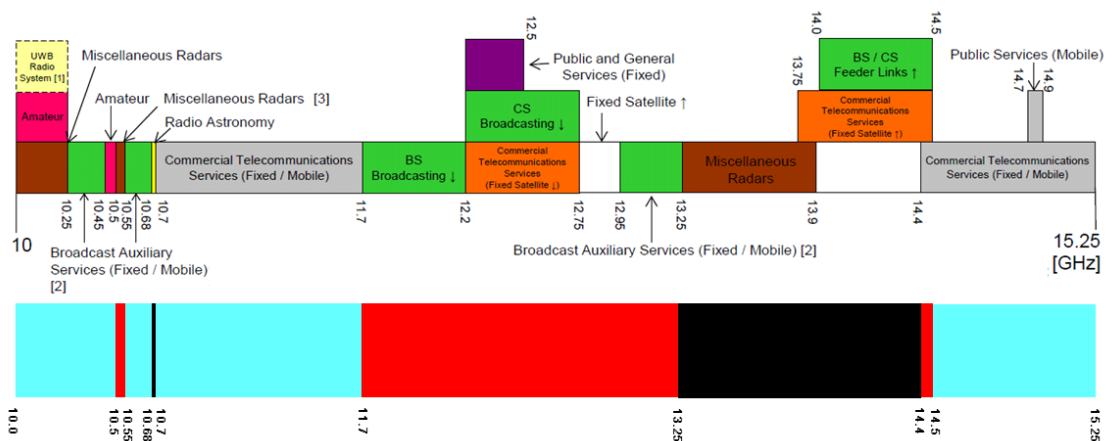 UWB
Radio
System [1]
Miscellaneous Radars
Amateur
Amateur
Miscellaneous Radars [3]
Radio Astronomy
12.5
Public and General
Services (Fixed)
CS
Broadcasting ↓
Fixed Satellite ↑
14.0
14.5
BS / CS
Feeder Links ↑
13.75
Commercial
Telecommunications
Services
(Fixed Satellite ↑)
Public Services (Mobile)
14.7
14.9
Commercial Telecommunications
Services (Fixed / Mobile)
BS
Broadcasting ↓
Commercial
Telecommunications
Services
(Fixed Satellite ↓)
Miscellaneous
Radars
Commercial Telecommunications
Services (Fixed / Mobile)
10
10.25
10.45
10.5
10.55
10.68
10.7
11.7
12.2
12.75
12.95
13.25
13.9
14.4
15.25
[GHz]
Broadcast Auxiliary
Services (Fixed / Mobile)
[2]
Broadcast Auxiliary Services (Fixed / Mobile) [2]
10.0
10.5
10.55
10.68
10.7
11.7
13.25
14.4
14.5
15.25